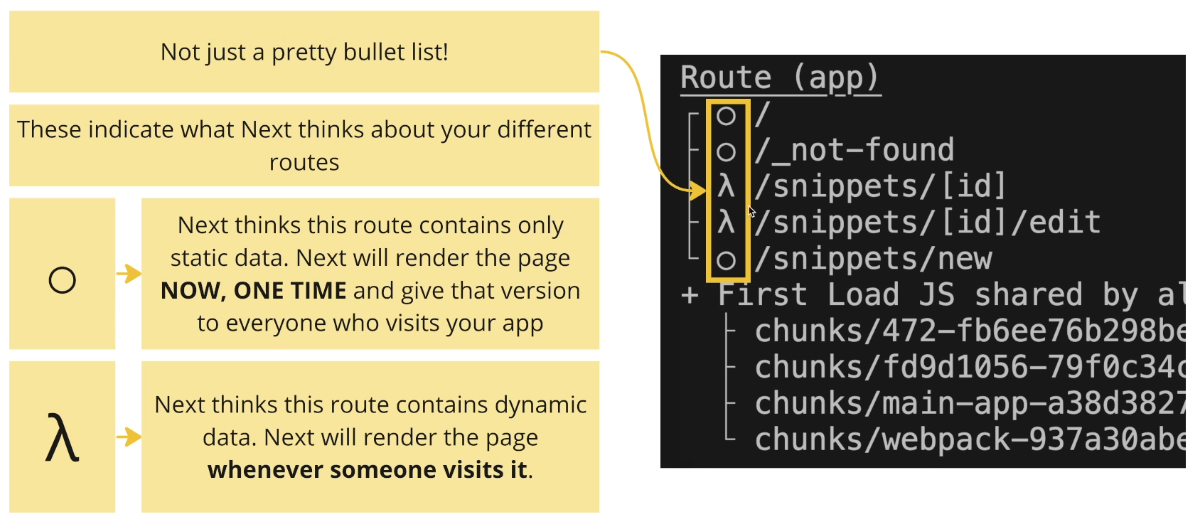 Not just a pretty bullet list!
These indicate what Next thinks about your different
routes
○
Next thinks this route contains only
static data. Next will render the page
NOW, ONE TIME and give that version
to everyone who visits your app
λ
Next thinks this route contains dynamic
data. Next will render the page
whenever someone visits it.
Route (app)
┌ ○ /
├ ○ /_not-found
├ λ /snippets/[id]
├ λ /snippets/[id]/edit
└ ○ /snippets/new
+ First Load JS shared by al
├ chunks/472-fb6ee76b298be
├ chunks/fd9d1056-79f0c34c
├ chunks/main-app-a38d3827
└ chunks/webpack-937a30abe